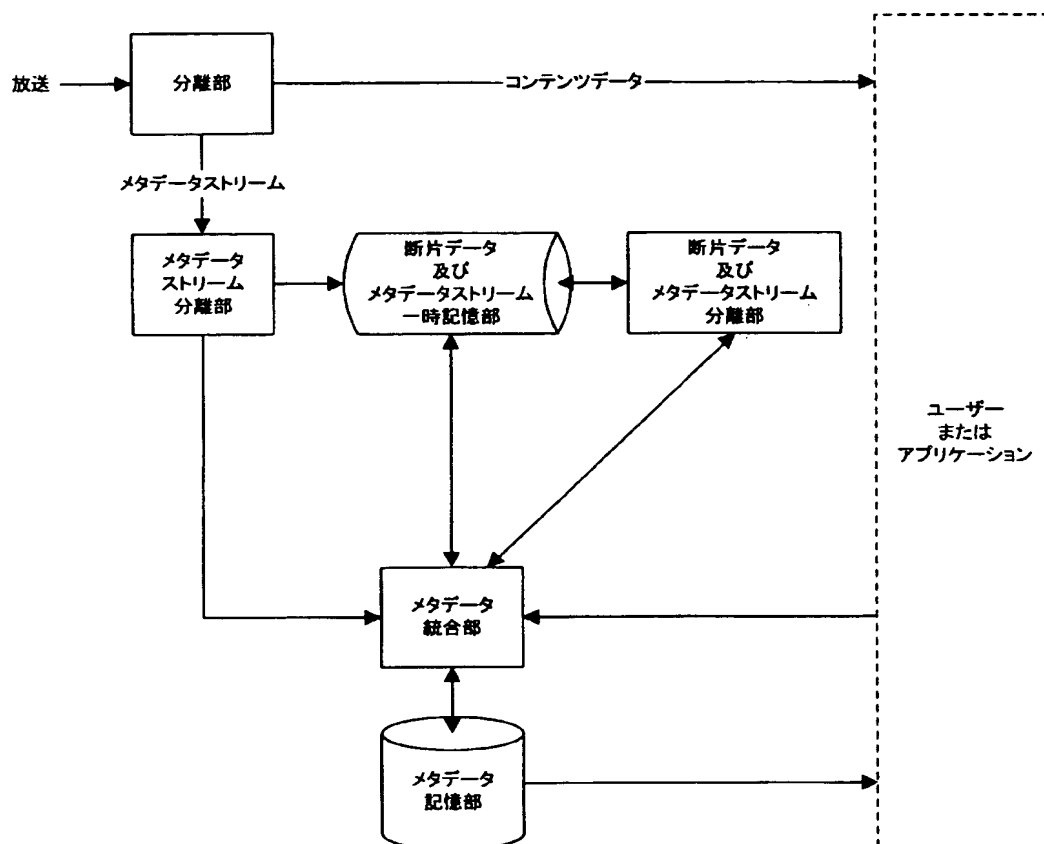 放送
分離部
コンテンツデータ
メタデータストリーム
メタデータ
ストリーム
分離部
断片データ
及び
メタデータストリーム
一時記憶部
断片データ
及び
メタデータストリーム
分離部
ユーザー
または
アプリケーション
メタデータ
統合部
メタデータ
記憶部